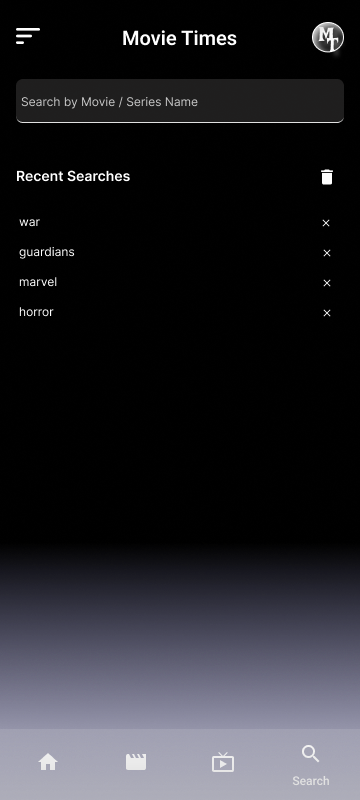 Movie Times
MT
Search by Movie / Series Name
Recent Searches
war
guardians
marvel
horror
Search